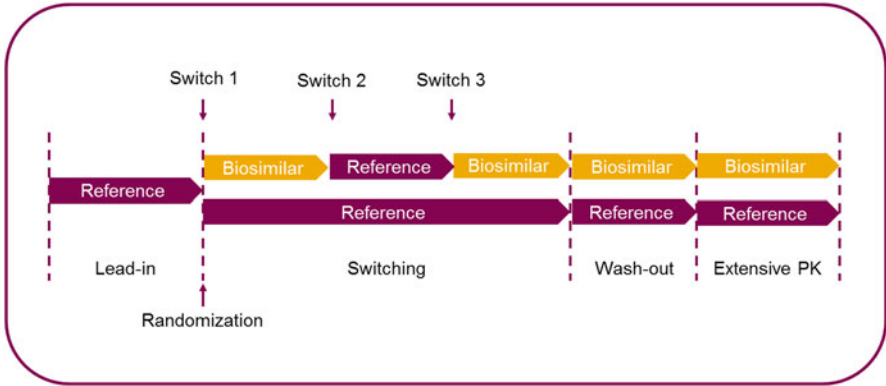 Switch 1
Switch 2
Switch 3
Biosimilar
Reference
Biosimilar
Biosimilar
Biosimilar
Reference
Reference
Reference
Reference
Lead-in
Switching
Wash-out
Extensive PK
Randomization